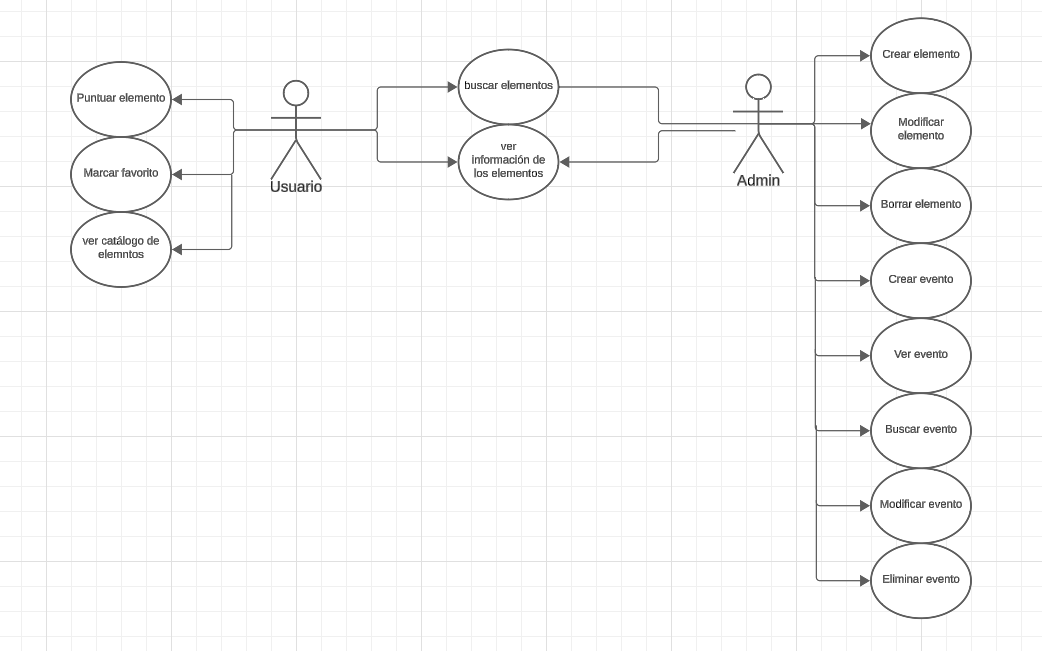 Puntuar elemento
Marcar favorito
ver catálogo de
elemntos
Usuario
buscar elementos
ver
información de
los elementos
Admin
Crear elemento
Modificar
elemento
Borrar elemento
Crear evento
Ver evento
Buscar evento
Modificar evento
Eliminar evento